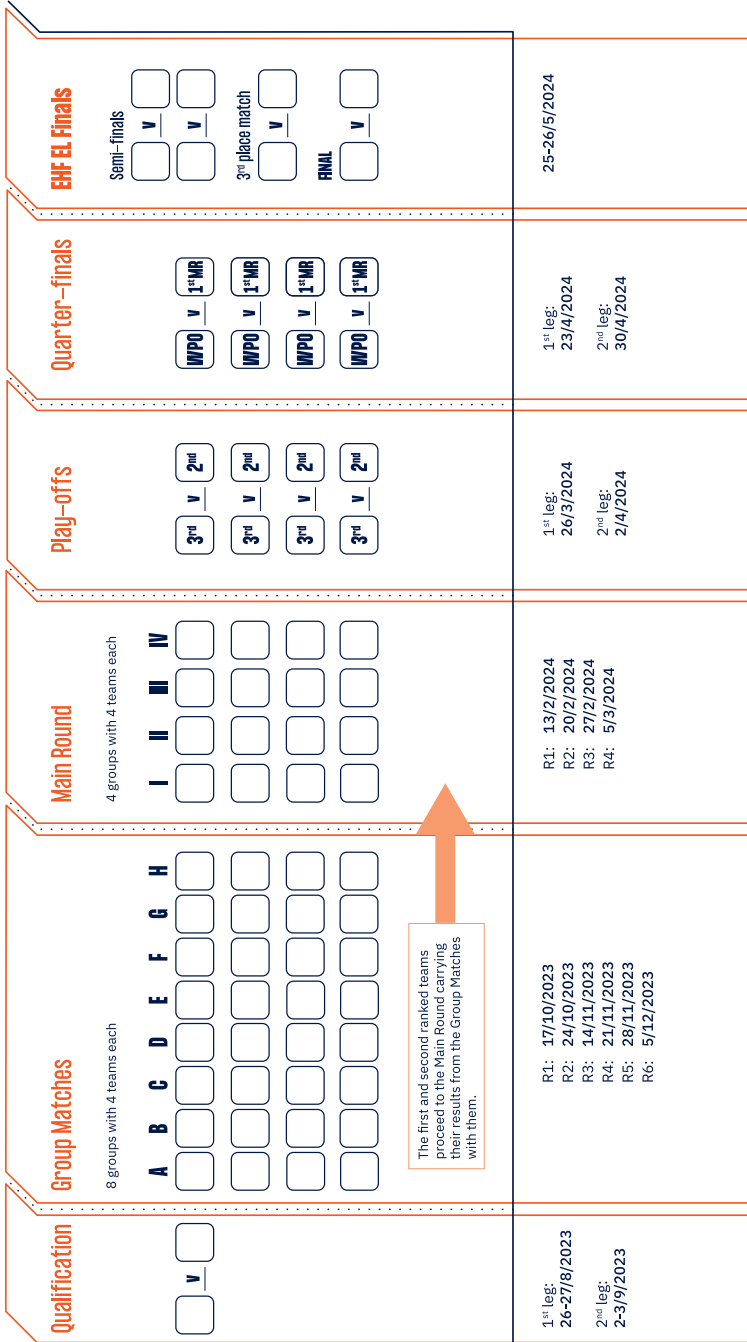 Qualification
V
1st leg:
26-27/8/2023
2nd leg:
2-3/9/2023
Group Matches
8 groups with 4 teams each
A B C D E F G H
The first and second ranked teams
proceed to the Main Round carrying
their results from the Group Matches
with them.
R1: 17/10/2023
R2: 24/10/2023
R3: 14/11/2023
R4: 21/11/2023
R5: 28/11/2023
R6: 5/12/2023
Main Round
4 groups with 4 teams each
I II III IV
R1: 13/2/2024
R2: 20/2/2024
R3: 27/2/2024
R4: 5/3/2024
Play-offs
3rd V 2nd
3rd V 2nd
3rd V 2nd
3rd V 2nd
1st leg:
26/3/2024
2nd leg:
2/4/2024
Quarter-finals
WPO V 1st MR
WPO V 1st MR
WPO V 1st MR
WPO V 1st MR
1st leg:
23/4/2024
2nd leg:
30/4/2024
EHF EL Finals
Semi-finals
V
V
3rd place match
V
FINAL
V
25-26/5/2024